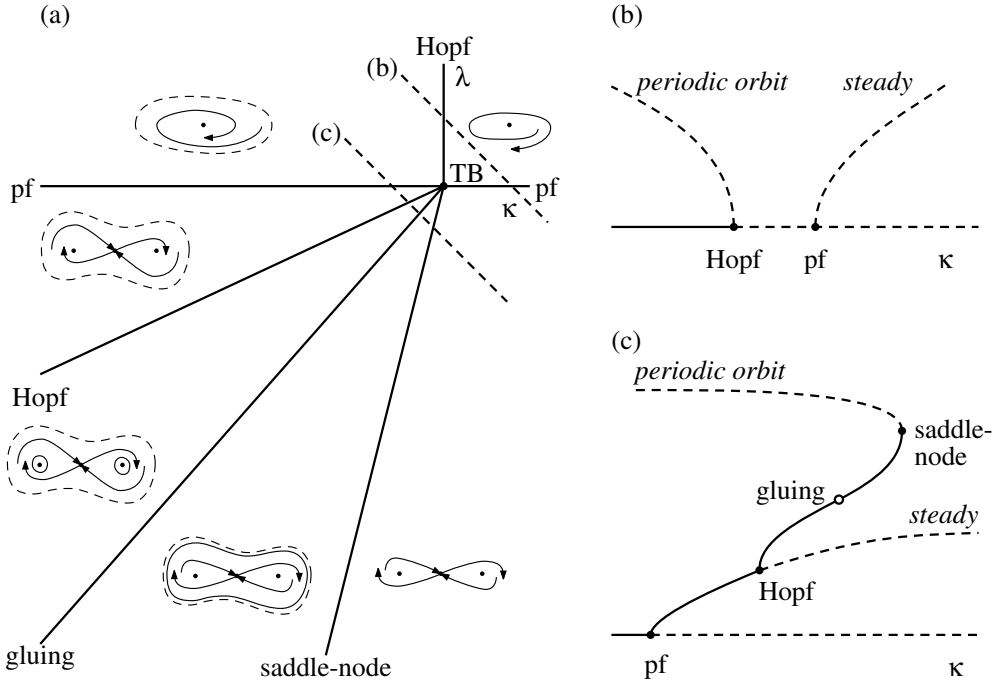 (a)
Hopf
λ
(b)
(c)
TB
pf
pf
κ
Hopf
gluing
saddle-node
(b)
periodic orbit
steady
Hopf
pf
κ
(c)
periodic orbit
saddle-
node
gluing
steady
Hopf
pf
κ